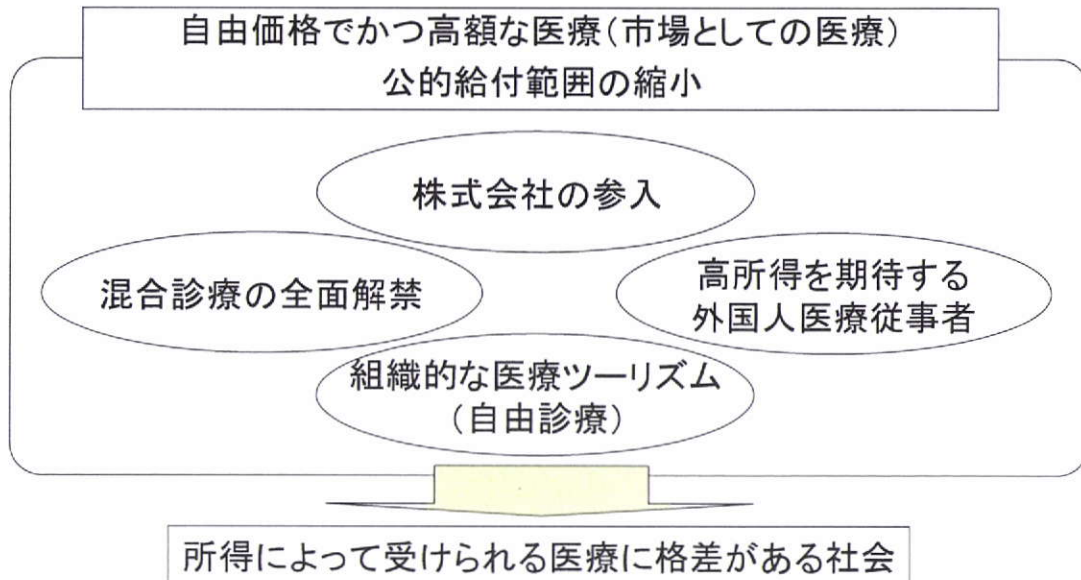 自由価格でかつ高額な医療(市場としての医療)
公的給付範囲の縮小
株式会社の参入
混合診療の全面解禁
高所得を期待する
外国人医療従事者
組織的な医療ツーリズム
(自由診療)
所得によって受けられる医療に格差がある社会